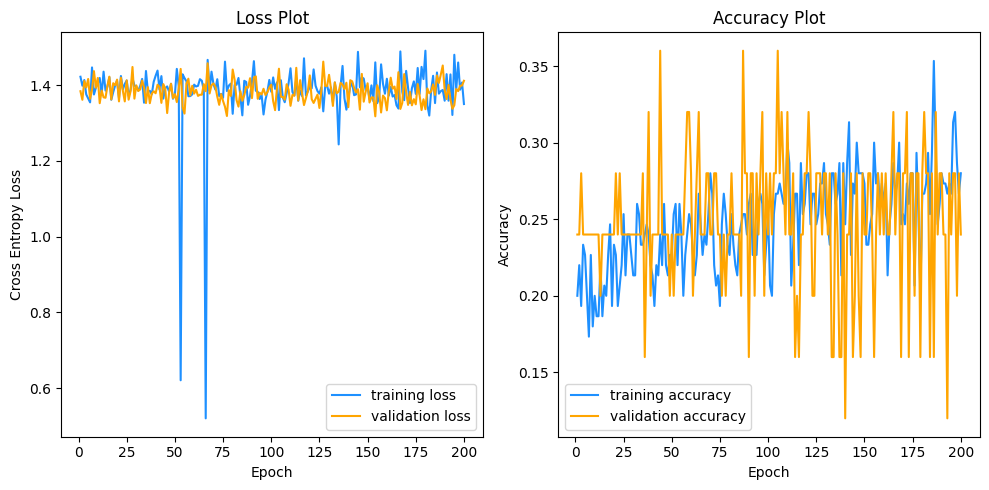 Loss Plot
Cross Entropy Loss
1.4
1.2
1.0
0.8
0.6
0
25
50
75
100
125
150
175
200
Epoch
training loss
validation loss
Accuracy Plot
Accuracy
0.35
0.30
0.25
0.20
0.15
0
25
50
75
100
125
150
175
200
Epoch
training accuracy
validation accuracy